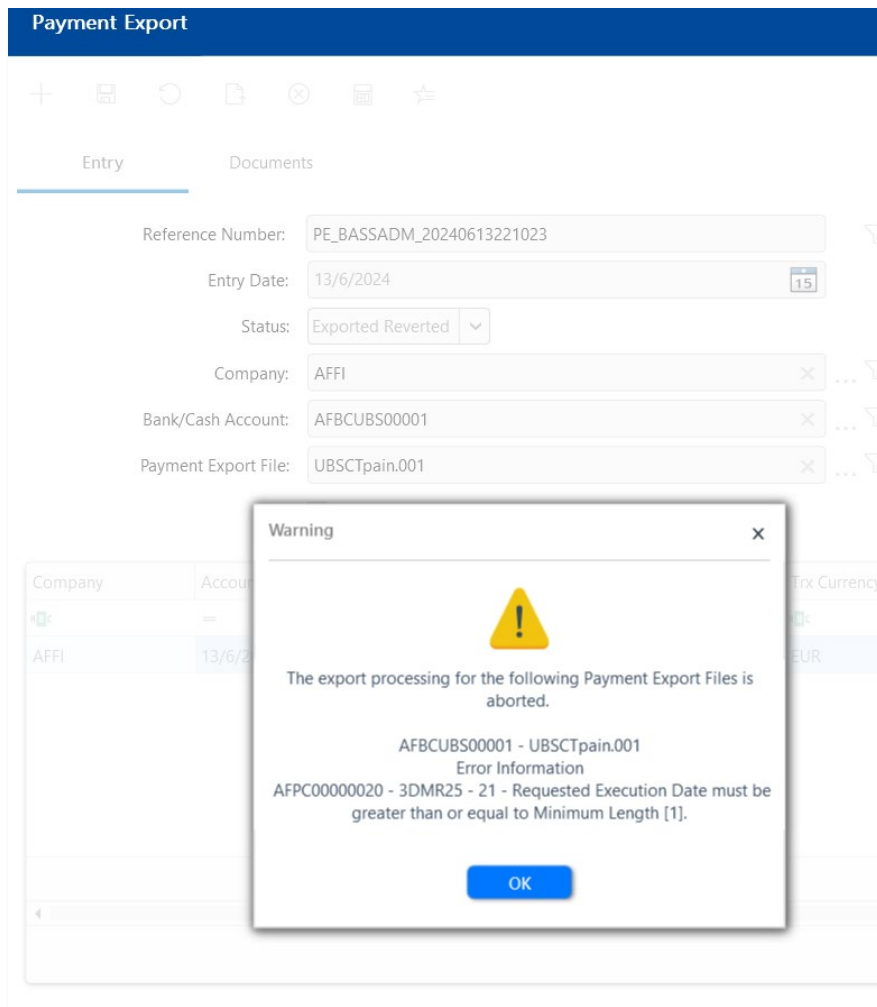 Payment Export
Entry Documents
Reference Number: PE_BASSADM_20240613221023
Entry Date: 13/6/2024 15
Status: Exported Reverted
Company: AFFI ...
Bank/Cash Account: AFBCUBS00001 ...
Payment Export File: UBSCTpain.001 ...
Warning
Company Accou Trx Currency
=
AFFI 13/6/2 EUR
The export processing for the following Payment Export Files is
aborted.
AFBCUBS00001 - UBSCTpain.001
Error Information
AFPC00000020 - 3DMR25 - 21 - Requested Execution Date must be
greater than or equal to Minimum Length [1].
OK